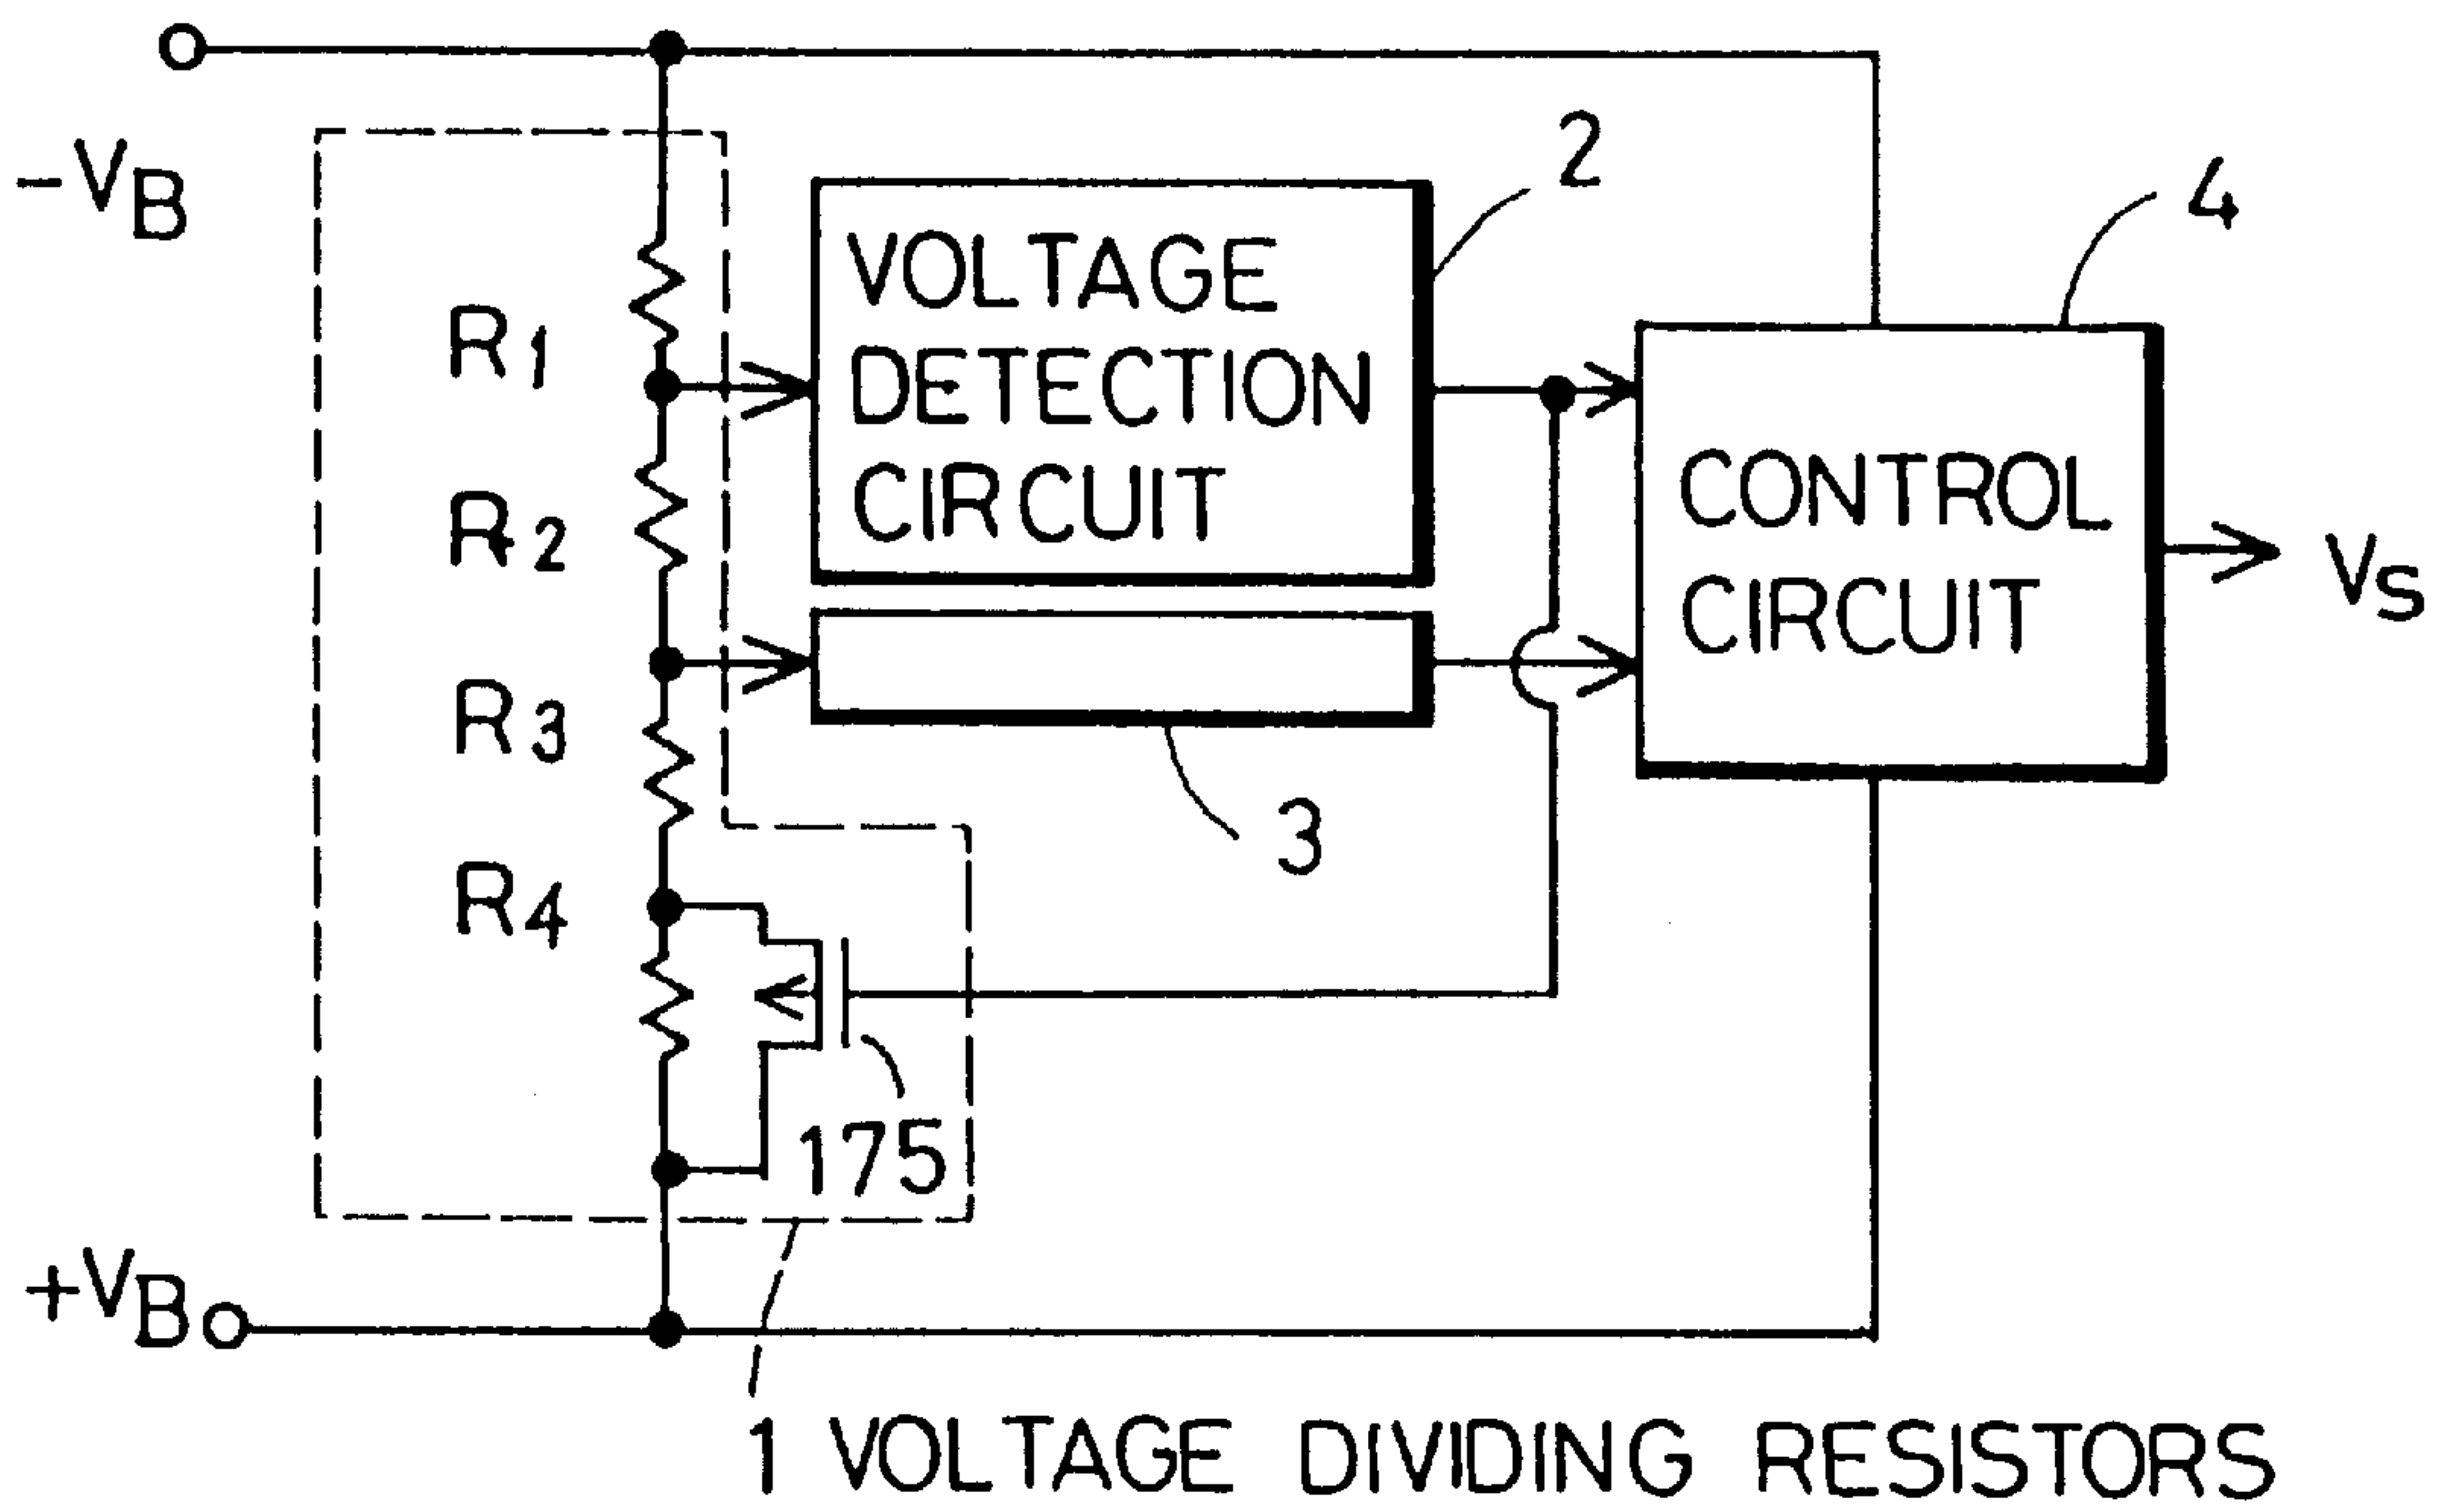 -VB
2
4
VOLTAGE
DETECTION
CIRCUIT
R1
R2
CONTROL
CIRCUIT
VS
R3
3
R4
175
+VB
1 VOLTAGE DIVIDING RESISTORS